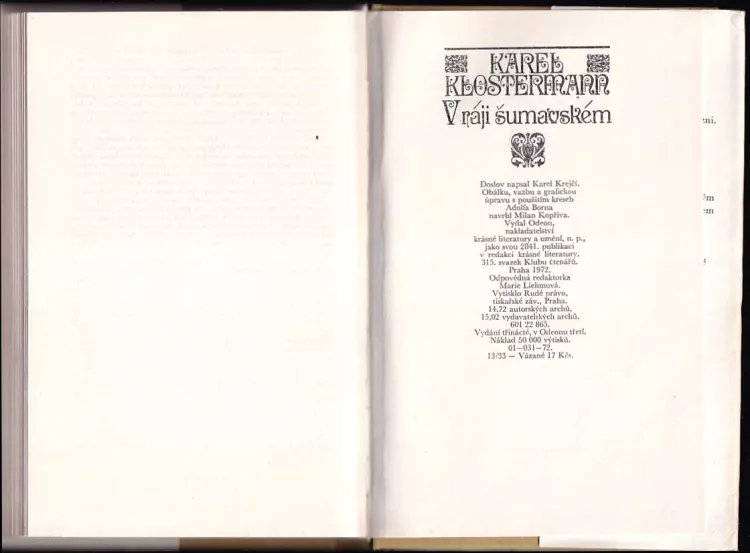 KAREL
KLOSTERMANN
V ráji šumavském
Doslov napsal Karel Krejčí.
Obálku, vazbu a grafickou
úpravu s použitím kreseb
Adolfa Borna
navrhl Milan Kopřiva.
Vydal Odeon,
nakladatelství
krásné literatury a umění, n. p.,
jako svou 2841. publikaci
v redakci krásné literatury.
315. svazek Klubu čtenářů.
Praha 1972.
Odpovědná redaktorka
Marie Liehmová.
Vytisklo Rudé právo,
tiskařské záv., Praha.
14,72 autorských archů,
15,02 vydavatelských archů.
601 22 865.
Vydání třinácté, v Odeonu třetí.
Náklad 50 000 výtisků.
01—031—72.
13/33 — Vázané 17 Kčs.